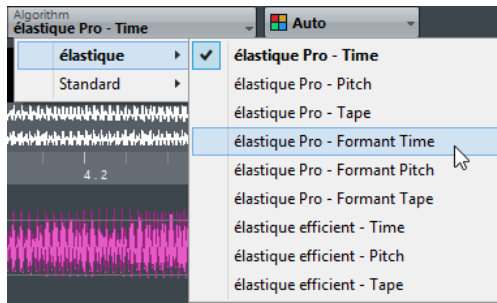 Algorithm
élastique Pro - Time
Auto
élastique
Standard
élastique Pro - Time
élastique Pro - Pitch
élastique Pro - Tape
élastique Pro - Formant Time
élastique Pro - Formant Pitch
élastique Pro - Formant Tape
élastique efficient - Time
élastique efficient - Pitch
élastique efficient - Tape
4.2